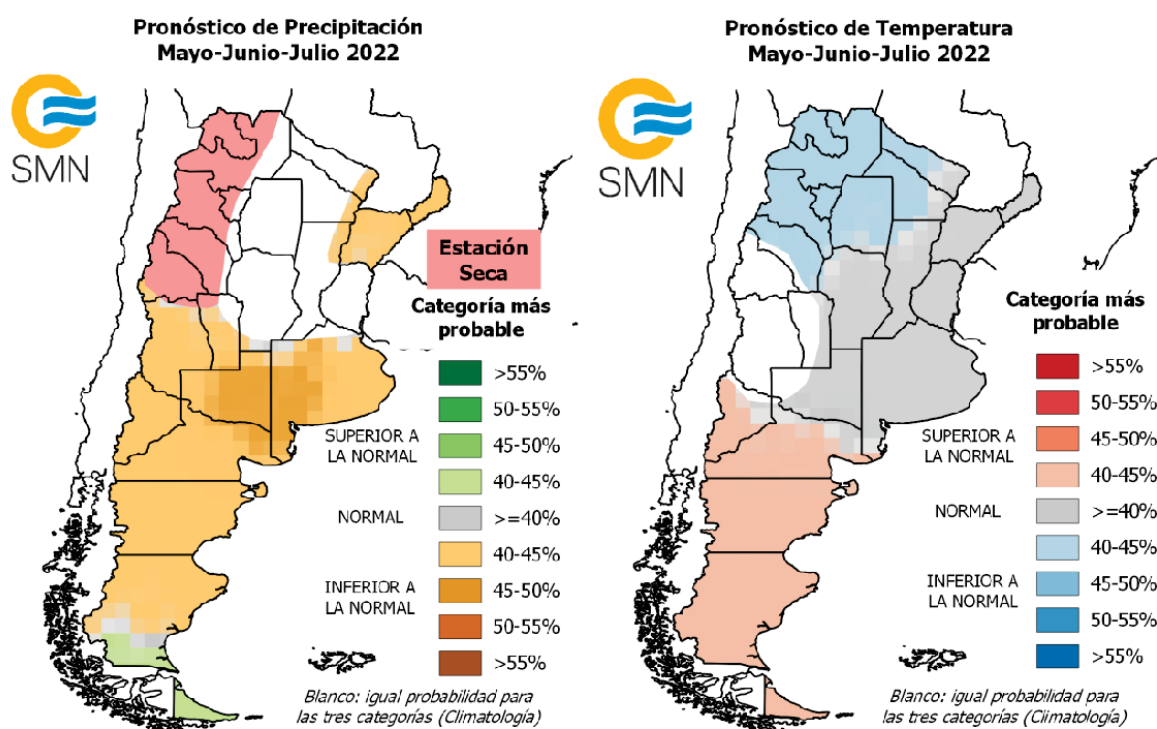 Pronóstico de Precipitación
Mayo-Junio-Julio 2022
SMN
Estación
Seca
Categoría más
probable
>55%
50-55%
SUPERIOR A
LA NORMAL
45-50%
40-45%
NORMAL
>=40%
40-45%
INFERIOR A
LA NORMAL
45-50%
50-55%
>55%
Blanco: igual probabilidad para
las tres categorías (Climatología)
Pronóstico de Temperatura
Mayo-Junio-Julio 2022
SMN
Categoría más
probable
>55%
50-55%
SUPERIOR A
LA NORMAL
45-50%
40-45%
NORMAL
>=40%
40-45%
INFERIOR A
LA NORMAL
45-50%
50-55%
>55%
Blanco: igual probabilidad para
las tres categorías (Climatología)